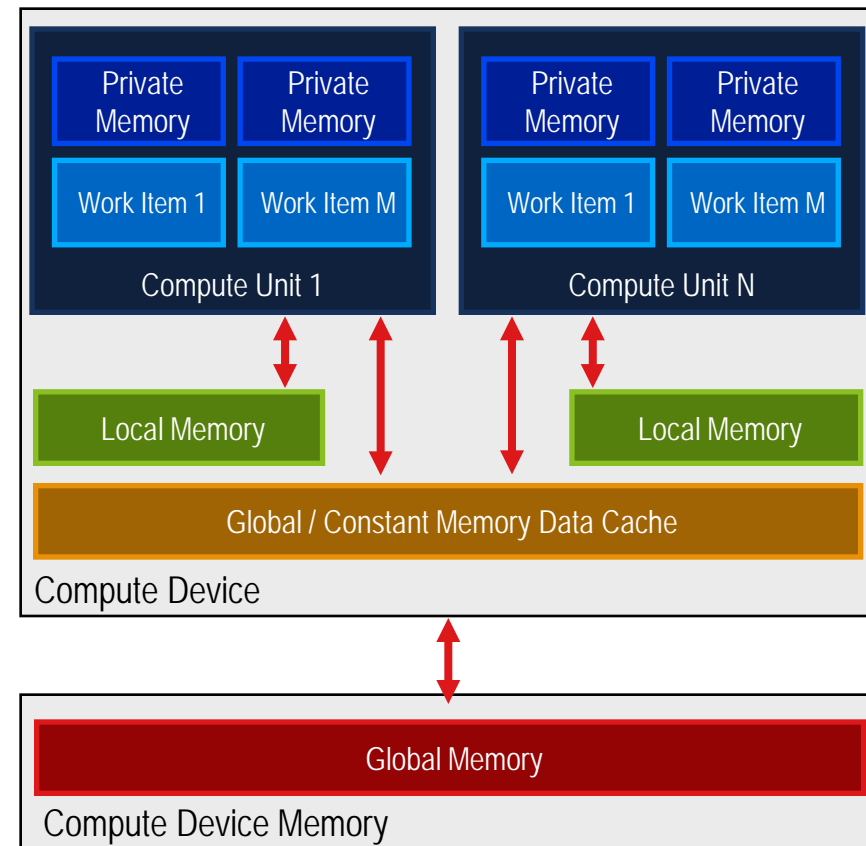 Private
Memory
Private
Memory
Work Item 1
Work Item M
Compute Unit 1
Private
Memory
Private
Memory
Work Item 1
Work Item M
Compute Unit N
Local Memory
Local Memory
Global / Constant Memory Data Cache
Compute Device
Global Memory
Compute Device Memory